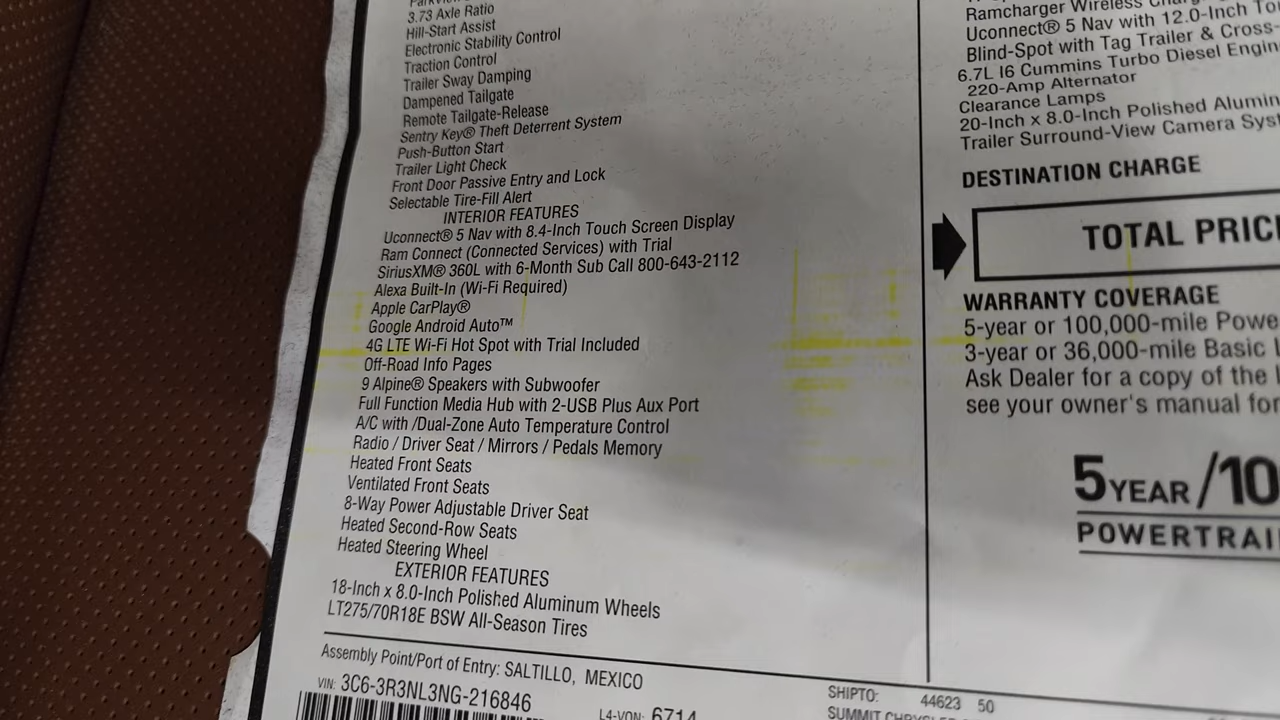 3.73 Axle Ratio
Hill-Start Assist
Electronic Stability Control
Traction Control
Trailer Sway Damping
Dampened Tailgate
Remote Tailgate-Release
Sentry Key® Theft Deterrent System
Push-Button Start
Trailer Light Check
Front Door Passive Entry and Lock
Selectable Tire-Fill Alert
INTERIOR FEATURES
Uconnect® 5 Nav with 8.4-Inch Touch Screen Display
Ram Connect (Connected Services) with Trial
SiriusXM® 360L with 6-Month Sub Call 800-643-2112
Alexa Built-In (Wi-Fi Required)
Apple CarPlay®
Google Android Auto™
4G LTE Wi-Fi Hot Spot with Trial Included
Off-Road Info Pages
9 Alpine® Speakers with Subwoofer
Full Function Media Hub with 2-USB Plus Aux Port
A/C with /Dual-Zone Auto Temperature Control
Radio / Driver Seat / Mirrors / Pedals Memory
Heated Front Seats
Ventilated Front Seats
8-Way Power Adjustable Driver Seat
Heated Second-Row Seats
Heated Steering Wheel
EXTERIOR FEATURES
18-Inch x 8.0-Inch Polished Aluminum Wheels
LT275/70R18E BSW All-Season Tires
Assembly Point/Port of Entry: SALTILLO, MEXICO
VIN: 3C6-3R3NL3NG-216846
L4-VON: 6714
Ramcharger Wireless
Uconnect® 5 Nav with 12.0-Inch
Blind-Spot with Tag Trailer & Cross-
6.7L I6 Cummins Turbo Diesel Engin
220-Amp Alternator
Clearance Lamps
20-Inch x 8.0-Inch Polished Alumin
Trailer Surround-View Camera Syst
DESTINATION CHARGE
TOTAL PRIC
WARRANTY COVERAGE
5-year or 100,000-mile Powe
3-year or 36,000-mile Basic
Ask Dealer for a copy of the
see your owner's manual for
5 YEAR/10
POWERTRAI
SHIPTO: 44623 50
SUMMIT